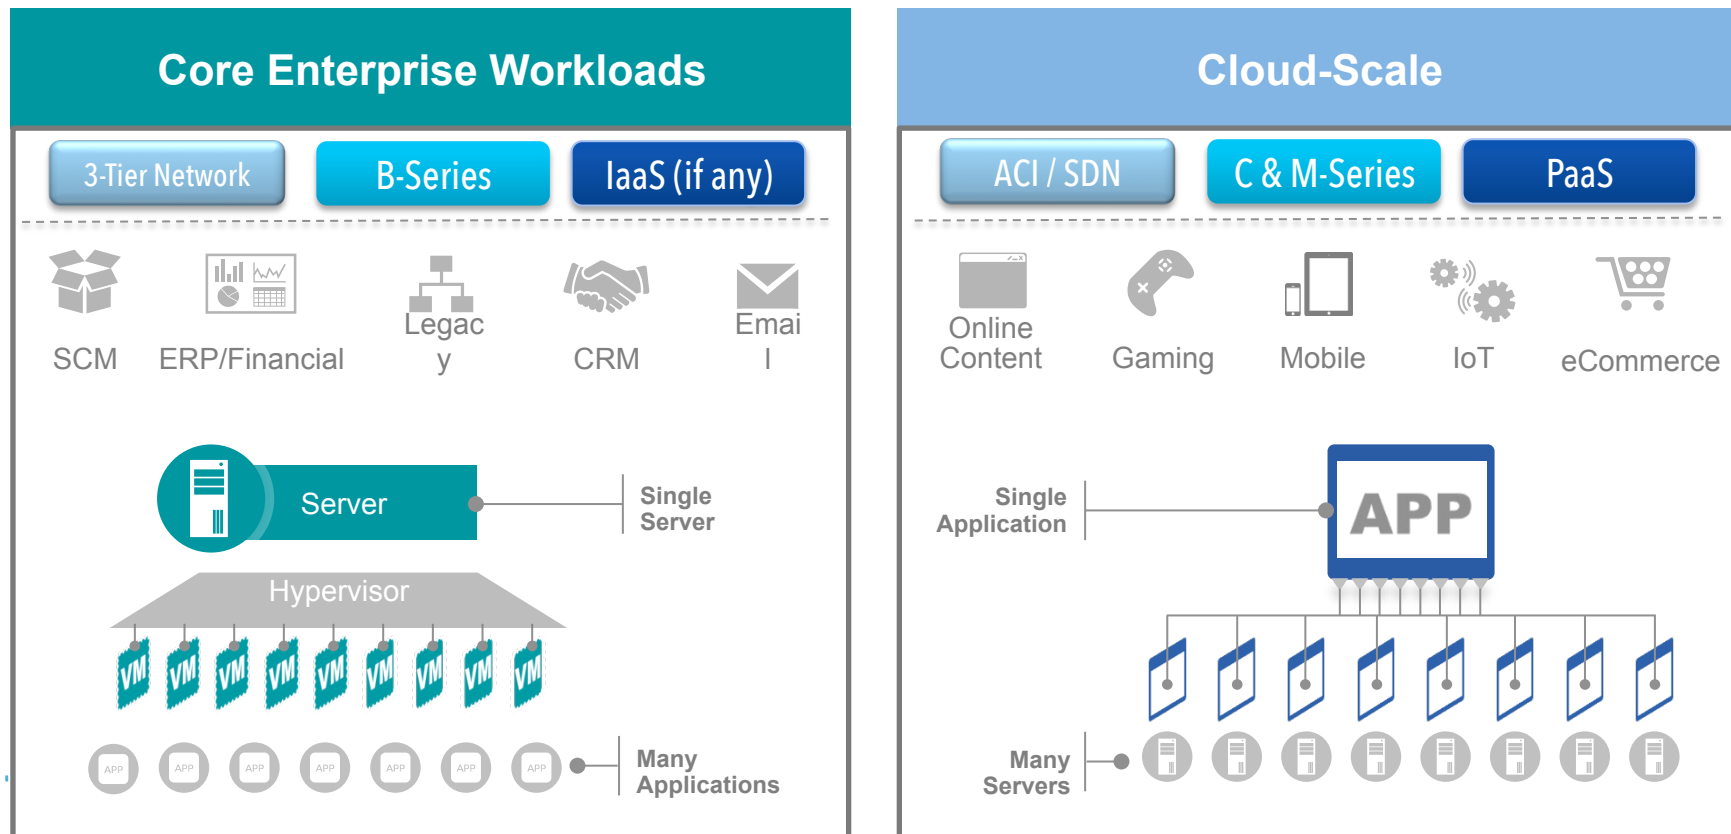 Core Enterprise Workloads
3-Tier Network
B-Series
IaaS (if any)
SCM
ERP/Financial
Legac
y
CRM
Emai
l
Server
Single
Server
Hypervisor
VM
VM
VM
VM
VM
VM
VM
VM
VM
APP
APP
APP
APP
APP
APP
APP
Many
Applications
Cloud-Scale
ACI / SDN
C & M-Series
PaaS
Online
Content
Gaming
Mobile
IoT
eCommerce
Single
Application
APP
Many
Servers